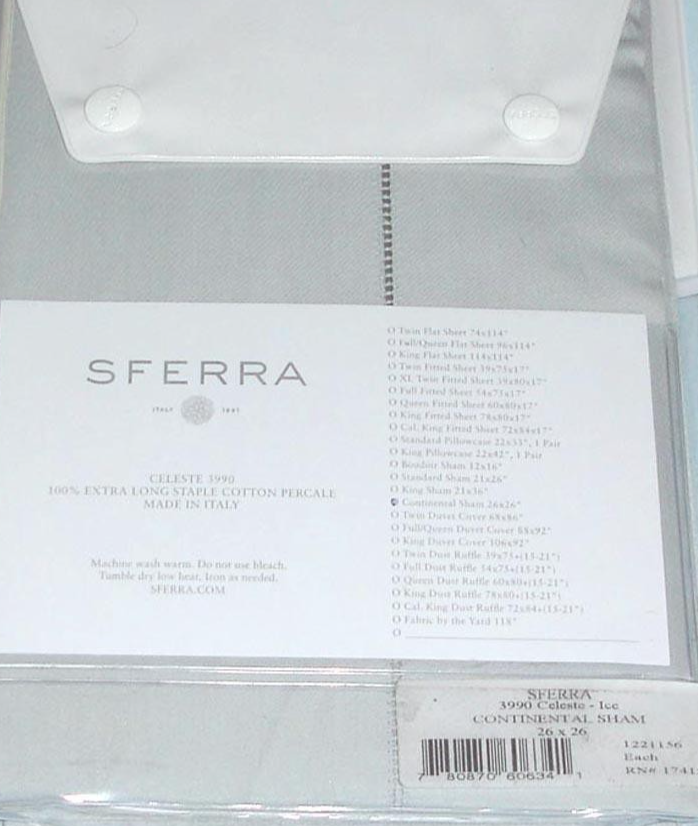 SFERRA
ITALY 1891
CELESTE 3990
100% EXTRA LONG STAPLE COTTON PERCALE
MADE IN ITALY
Machine wash warm. Do not use bleach.
Tumble dry low heat. Iron as needed.
SFERRA.COM
O Twin Flat Sheet 74x114"
O Full/Queen Flat Sheet 96x114"
O King Flat Sheet 114x114"
O Twin Fitted Sheet 39x75x17"
O XL Twin Fitted Sheet 39x80x17"
O Full Fitted Sheet 54x75x17"
O Queen Fitted Sheet 60x80x17"
O King Fitted Sheet 78x80x17"
O Cal. King Fitted Sheet 72x84x17"
O Standard Pillowcase 22x33", 1 Pair
O King Pillowcase 22x42", 1 Pair
O Boudoir Sham 12x16"
O Standard Sham 21x26"
O King Sham 21x36"
Continental Sham 26x26"
O Twin Duvet Cover 68x86"
O Full/Queen Duvet Cover 88x92"
O King Duvet Cover 106x92"
O Twin Dust Ruffle 39x75+(15-21")
O Full Dust Ruffle 54x75+(15-21")
O Queen Dust Ruffle 60x80+(15-21")
O King Dust Ruffle 78x80+(15-21")
O Cal. King Dust Ruffle 72x84+(15-21")
O Fabric by the Yard 118"
O
SFERRA
3990 Celeste - Ice
CONTINENTAL SHAM
26 x 26
1221156
Each
RN# 1741
7 80870 60634 1